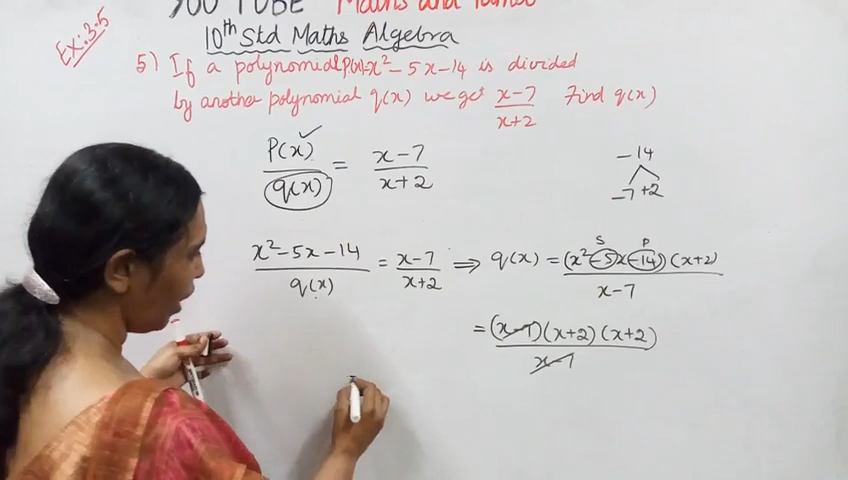 YOU TUBE Maths and
10th Std Maths Algebra
Ex:3.5
5) If a polynomial P(x)=x²-5x-14 is divided
by another polynomial q(x) we get x-7/x+2 Find q(x)
P(x)/q(x) = x-7/x+2
-14
-7 +2
x²-5x-14/q(x) = x-7/x+2 ⇒ q(x) = (x²-5x-14)(x+2)/x-7
S P
= (x-7)(x+2)(x+2)/x-7